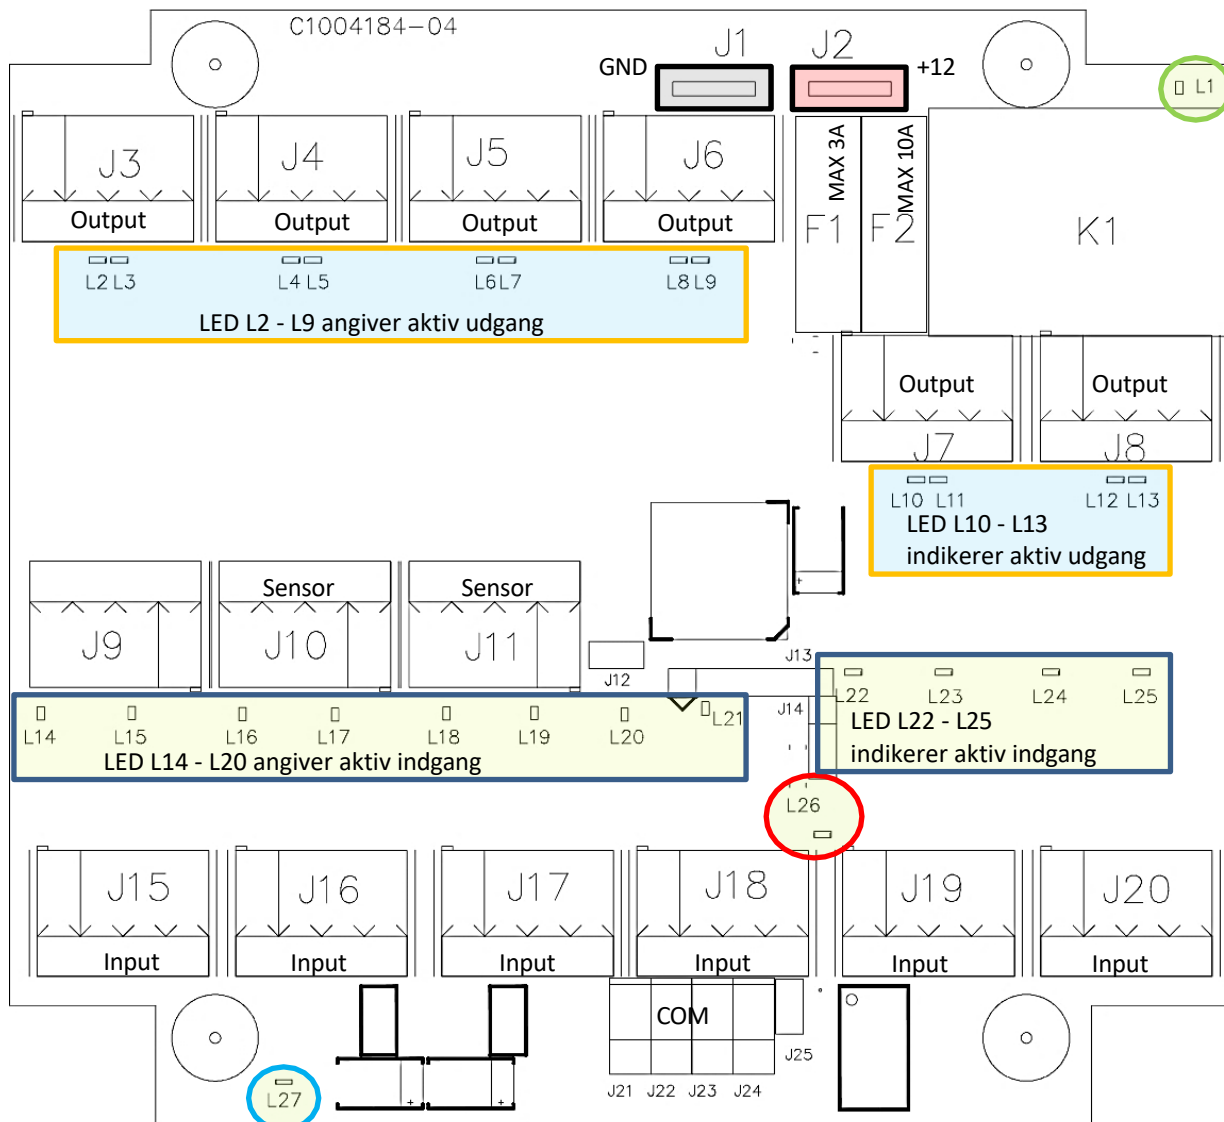 C1004184-04
J1
J2
GND
+12
L1
J3
J4
J5
J6
MAX 3A
MAX 10A
Output
Output
Output
Output
F1
F2
K1
L2 L3
L4 L5
L6 L7
L8 L9
LED L2 - L9 angiver aktiv udgang
Output
Output
J7
J8
L10 L11
L12 L13
LED L10 - L13
indikerer aktiv udgang
Sensor
Sensor
J9
J10
J11
J12
J13
J14
L14
L15
L16
L17
L18
L19
L20
L21
LED L14 - L20 angiver aktiv indgang
L22
L23
L24
L25
LED L22 - L25
indikerer aktiv indgang
L26
J15
J16
J17
J18
J19
J20
Input
Input
Input
Input
Input
Input
COM
J25
J21
J22
J23
J24
L27
+
+
+